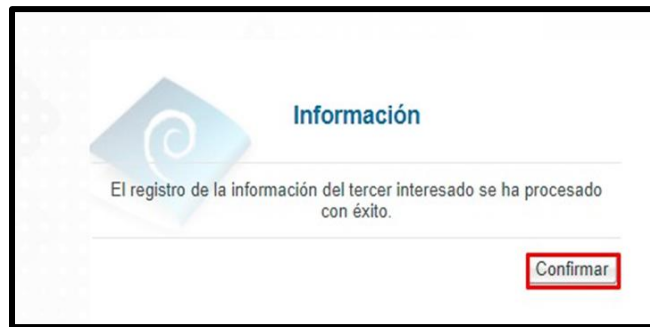 Información
El registro de la información del tercer interesado se ha procesado
con éxito.
Confirmar